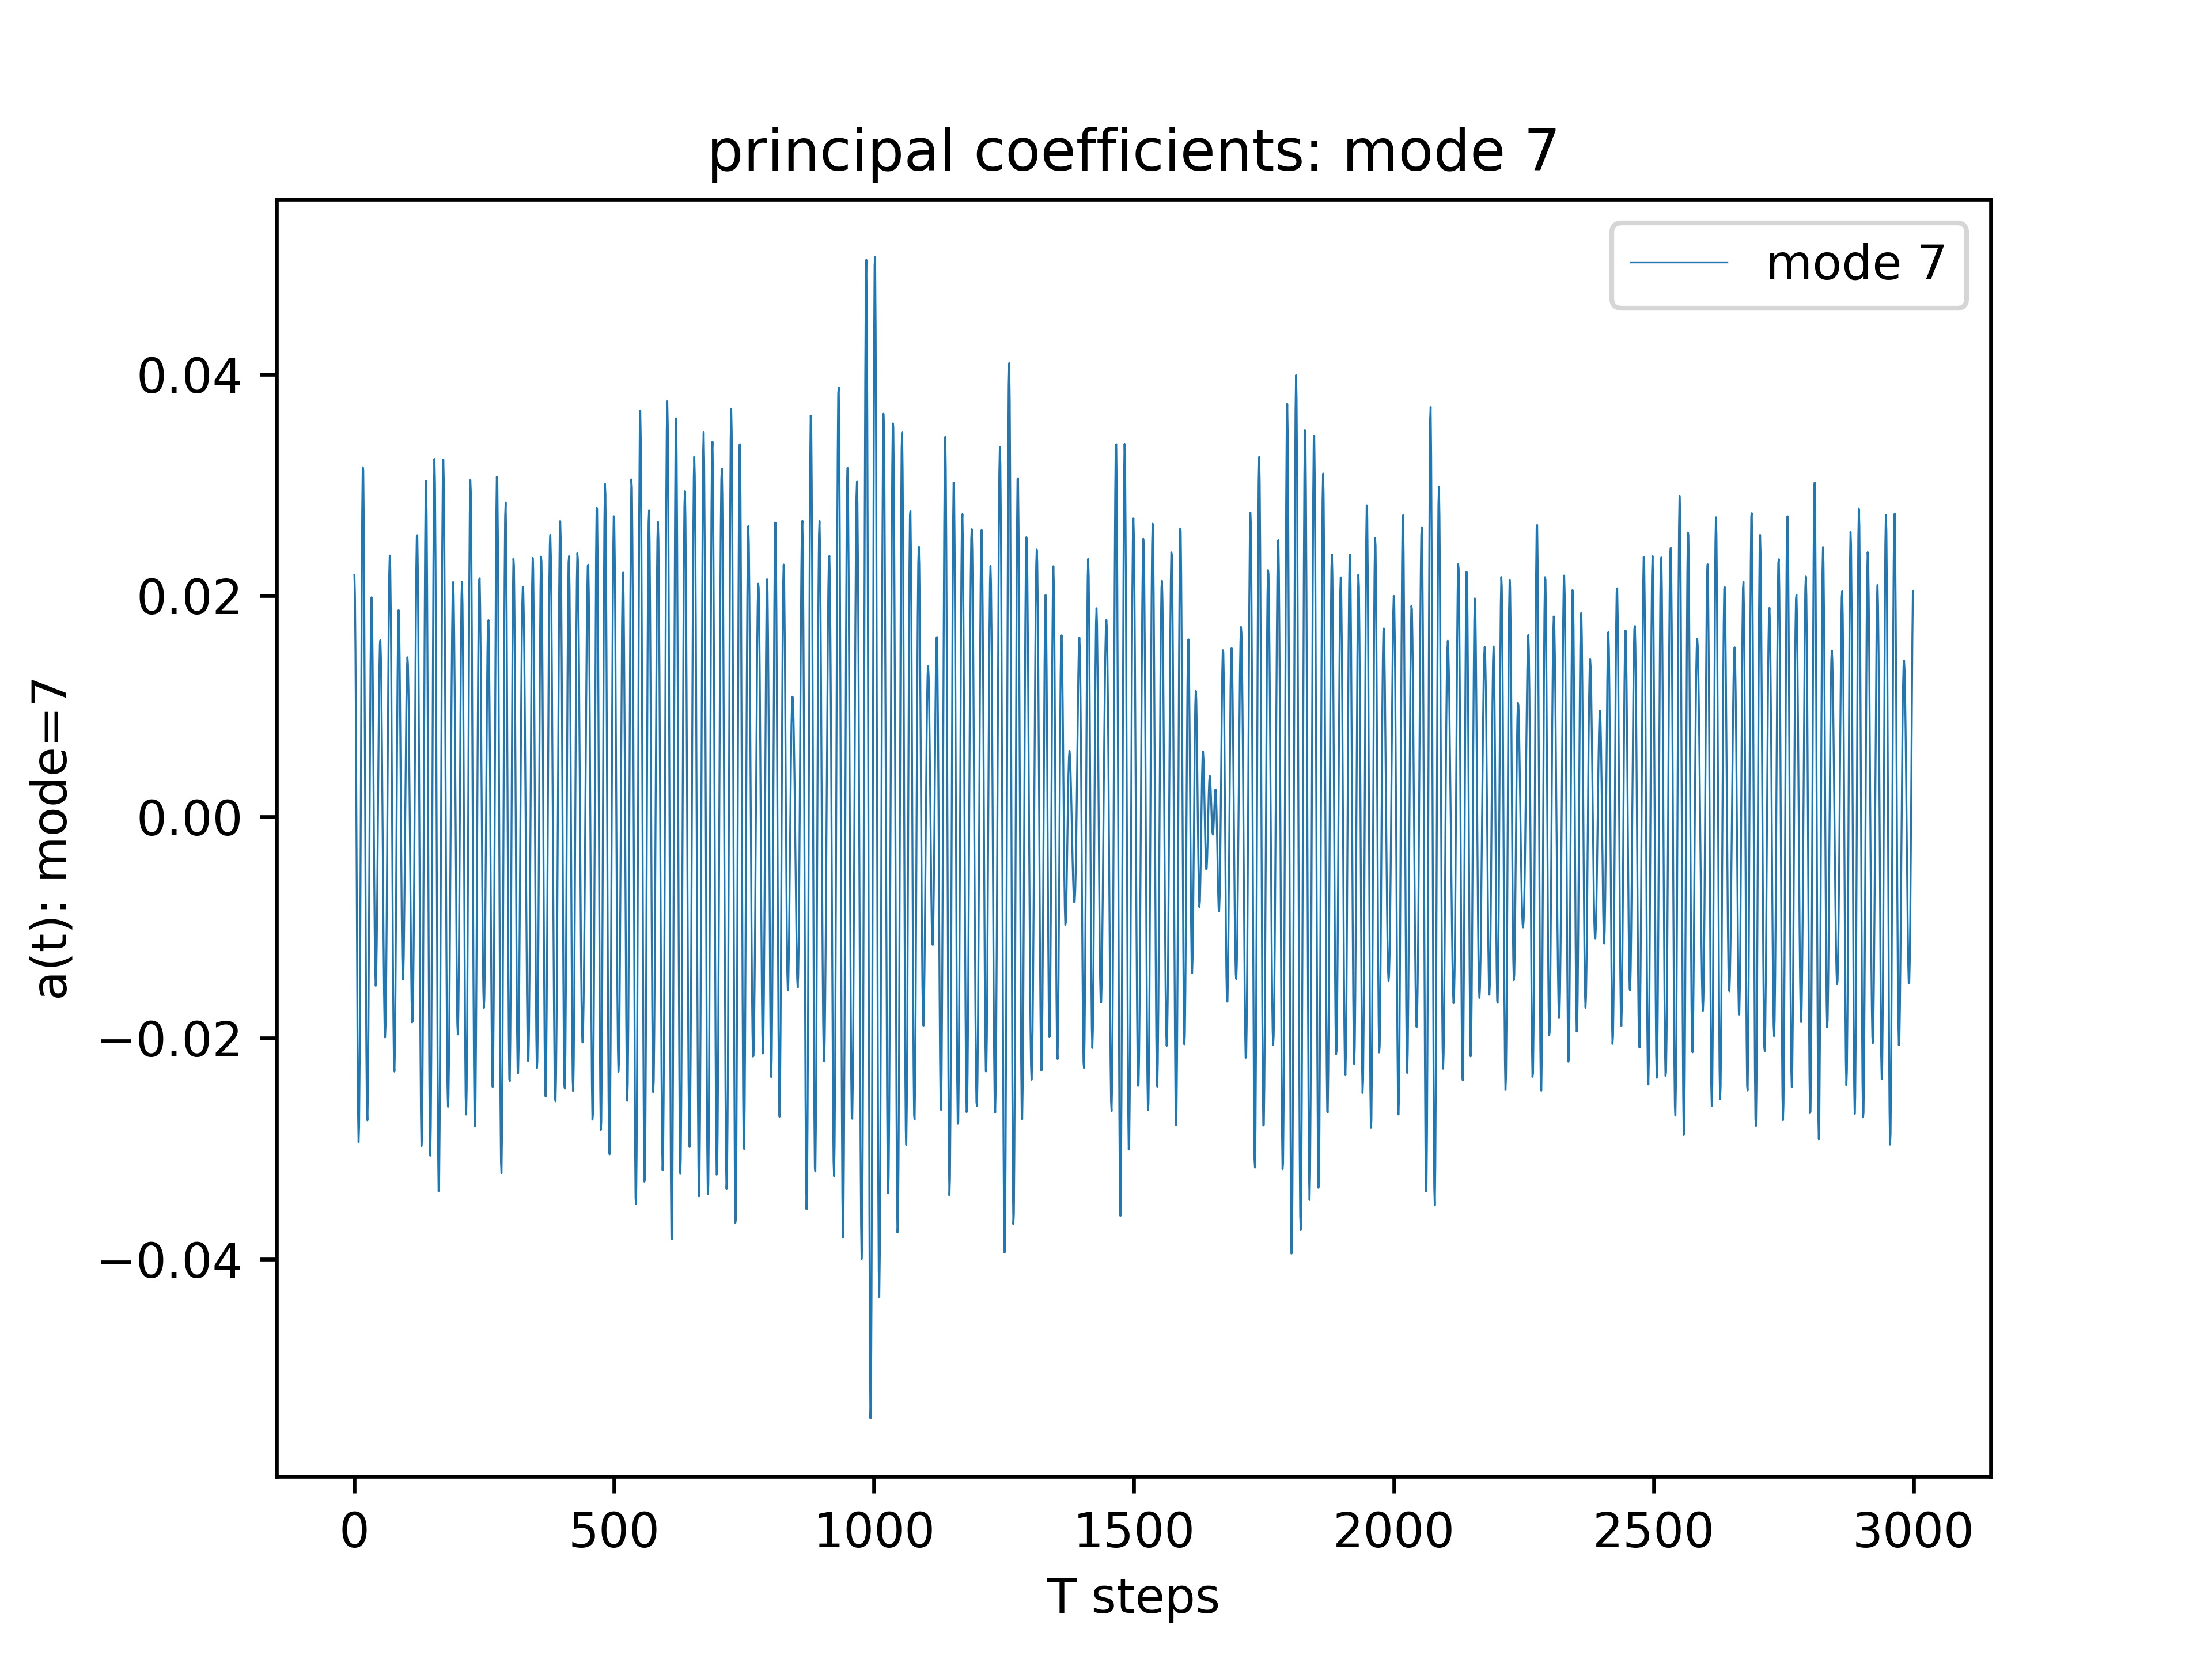 principal coefficients: mode 7
mode 7
0.04
0.02
0.00
−0.02
−0.04
a(t): mode=7
0 500 1000 1500 2000 2500 3000
T steps